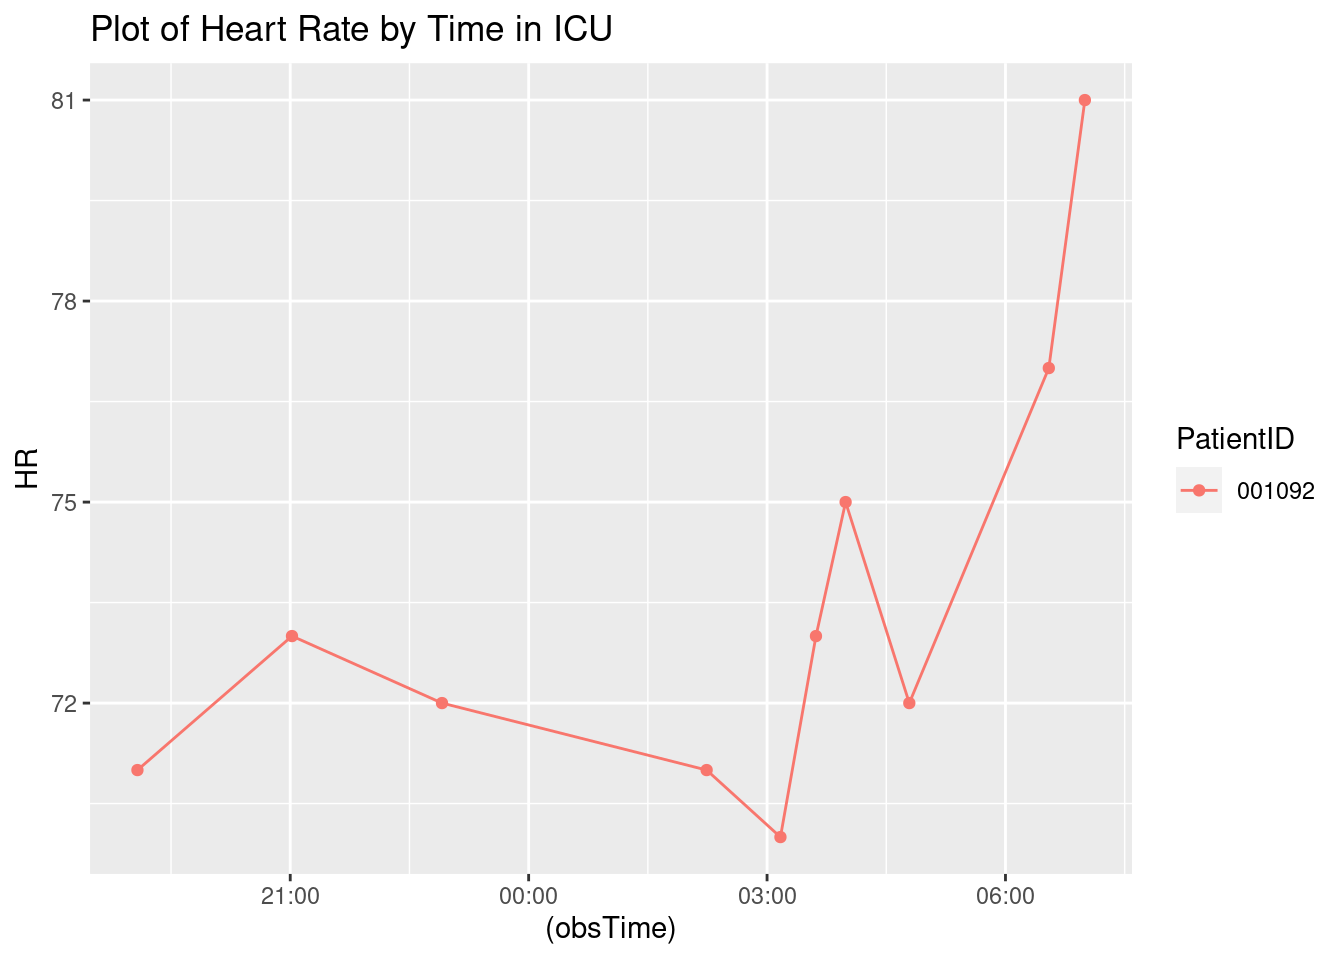 Plot of Heart Rate by Time in ICU
81
78
75
72
HR
21:00 00:00 03:00 06:00
(obsTime)
PatientID
001092